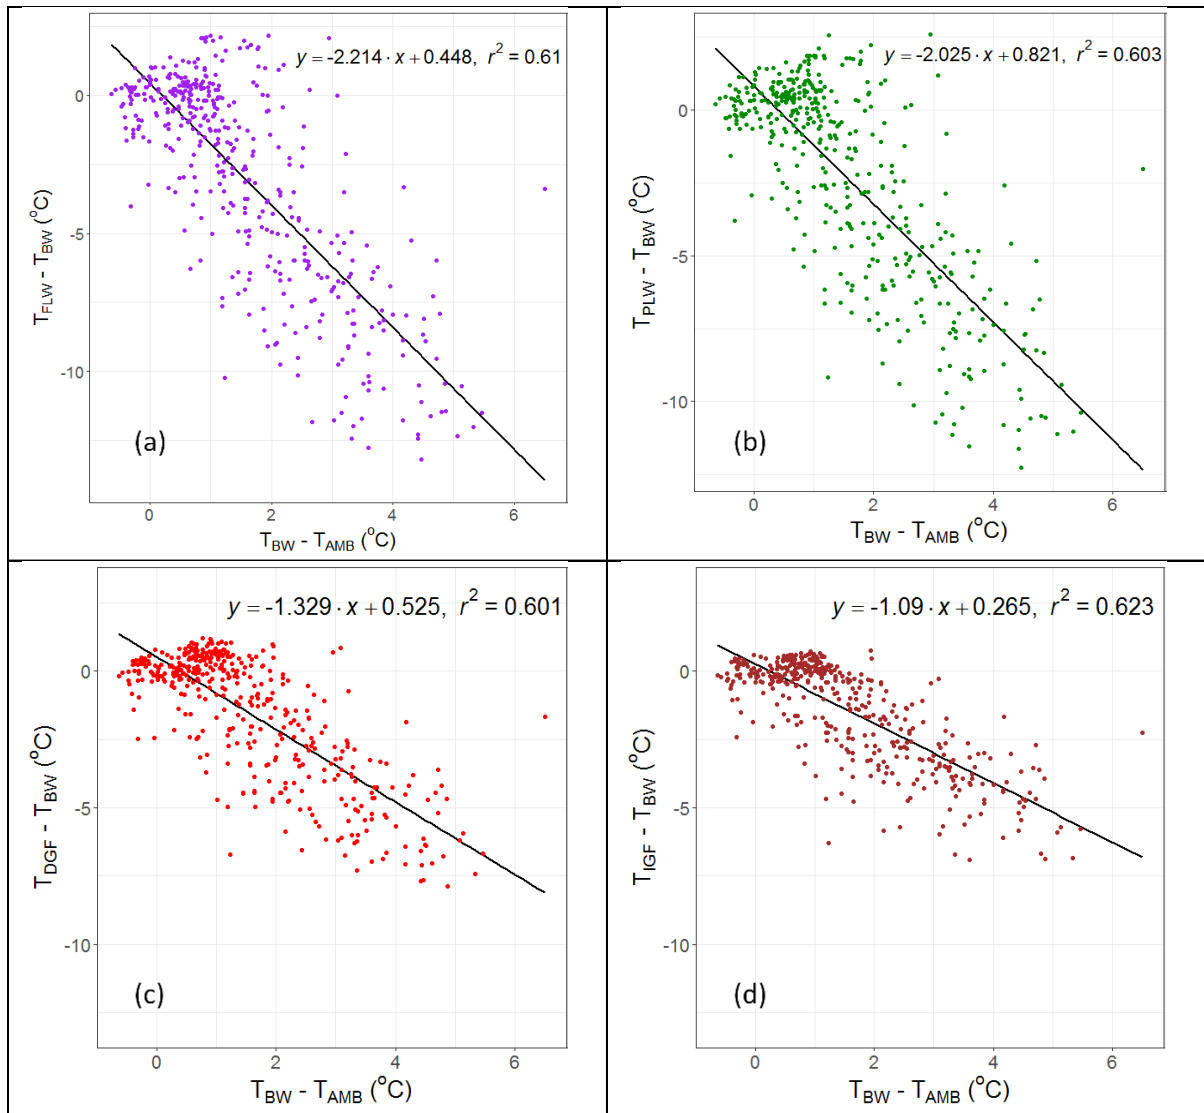 y = -2.214 · x + 0.448, r² = 0.61
0
-5
-10
T_FLW - T_BW (°C)
(a)
0 2 4 6
T_BW - T_AMB (°C)
y = -2.025 · x + 0.821, r² = 0.603
0
-5
-10
T_PLW - T_BW (°C)
(b)
0 2 4 6
T_BW - T_AMB (°C)
y = -1.329 · x + 0.525, r² = 0.601
0
-5
-10
T_DGF - T_BW (°C)
(c)
0 2 4 6
T_BW - T_AMB (°C)
y = -1.09 · x + 0.265, r² = 0.623
0
-5
-10
T_IGF - T_BW (°C)
(d)
0 2 4 6
T_BW - T_AMB (°C)